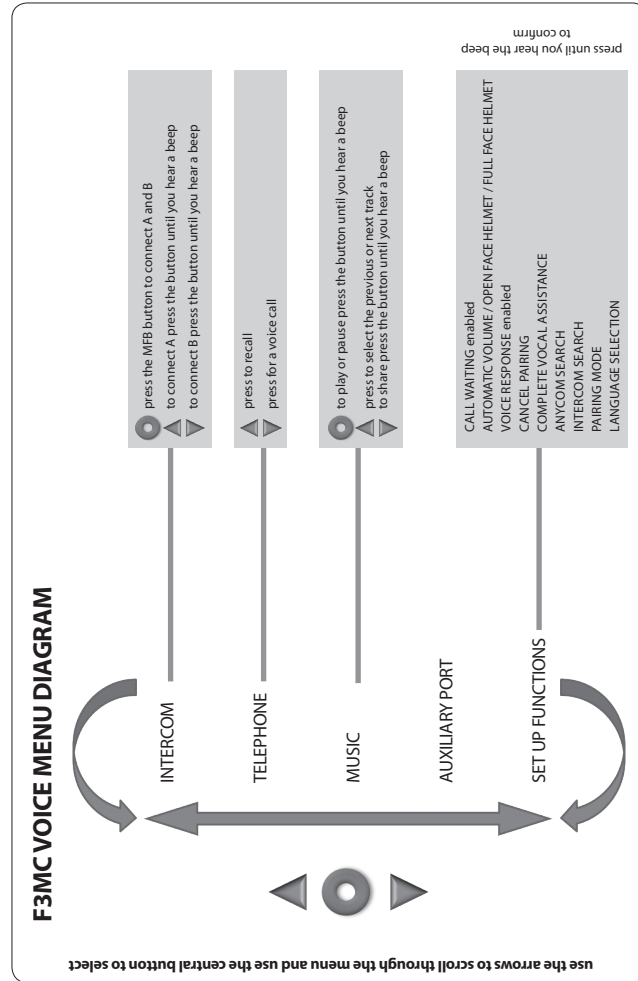 F3MC VOICE MENU DIAGRAM
use the arrows to scroll through the menu and use the central button to select
INTERCOM
press the MFB button to connect A and B
to connect A press the button until you hear a beep
to connect B press the button until you hear a beep
TELEPHONE
press to recall
press for a voice call
MUSIC
to play or pause press the button until you hear a beep
press to select the previous or next track
to share press the button until you hear a beep
AUXILIARY PORT
SET UP FUNCTIONS
CALL WAITING enabled
AUTOMATIC VOLUME / OPEN FACE HELMET / FULL FACE HELMET
VOICE RESPONSE enabled
CANCEL PAIRING
COMPLETE VOCAL ASSISTANCE
ANYCOM SEARCH
INTERCOM SEARCH
PAIRING MODE
LANGUAGE SELECTION
press until you hear the beep
to confirm